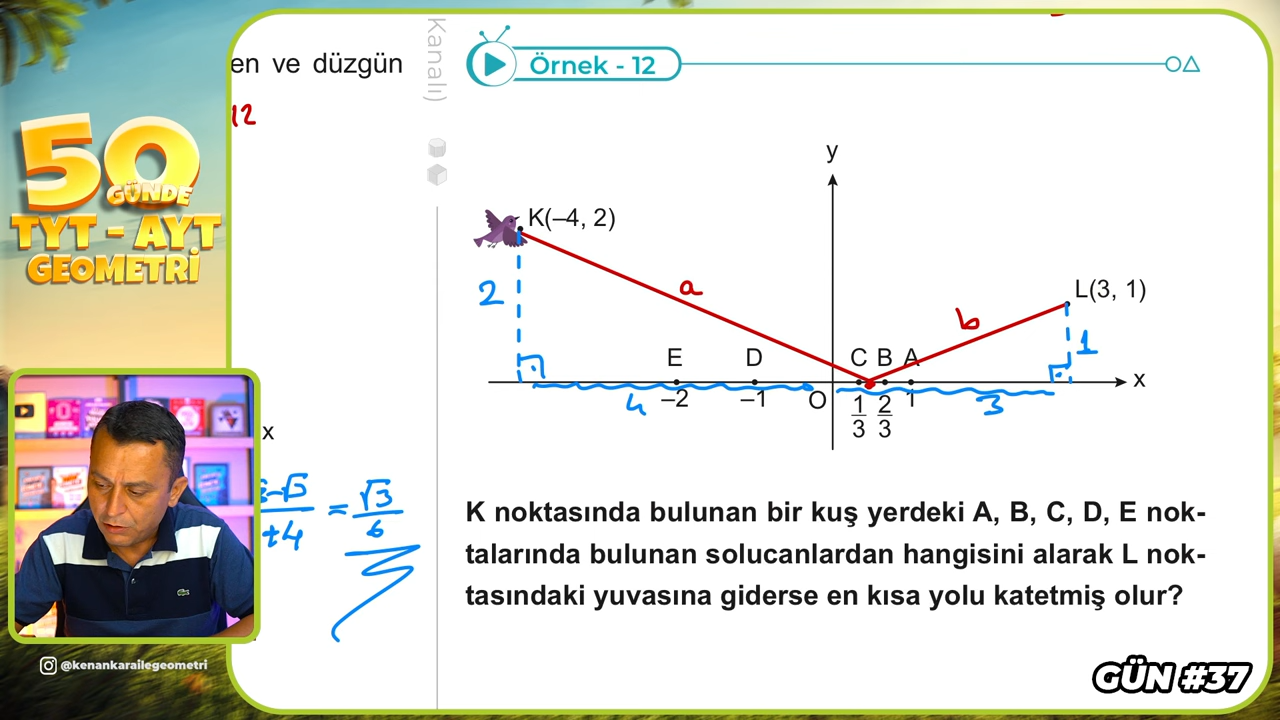 50
GÜNDE
TYT - AYT
GEOMETRİ
en ve düzgün
12
x
-√3
+4
= √3
6
@kenankarailegeometri
Kanalı)
Örnek - 12
y
K(–4, 2)
L(3, 1)
2
a
b
1
E D C B A
x
4 –2 –1 O 1/3 2/3 1 3
K noktasında bulunan bir kuş yerdeki A, B, C, D, E nok-
talarında bulunan solucanlardan hangisini alarak L nok-
tasındaki yuvasına giderse en kısa yolu katetmiş olur?
GÜN #37